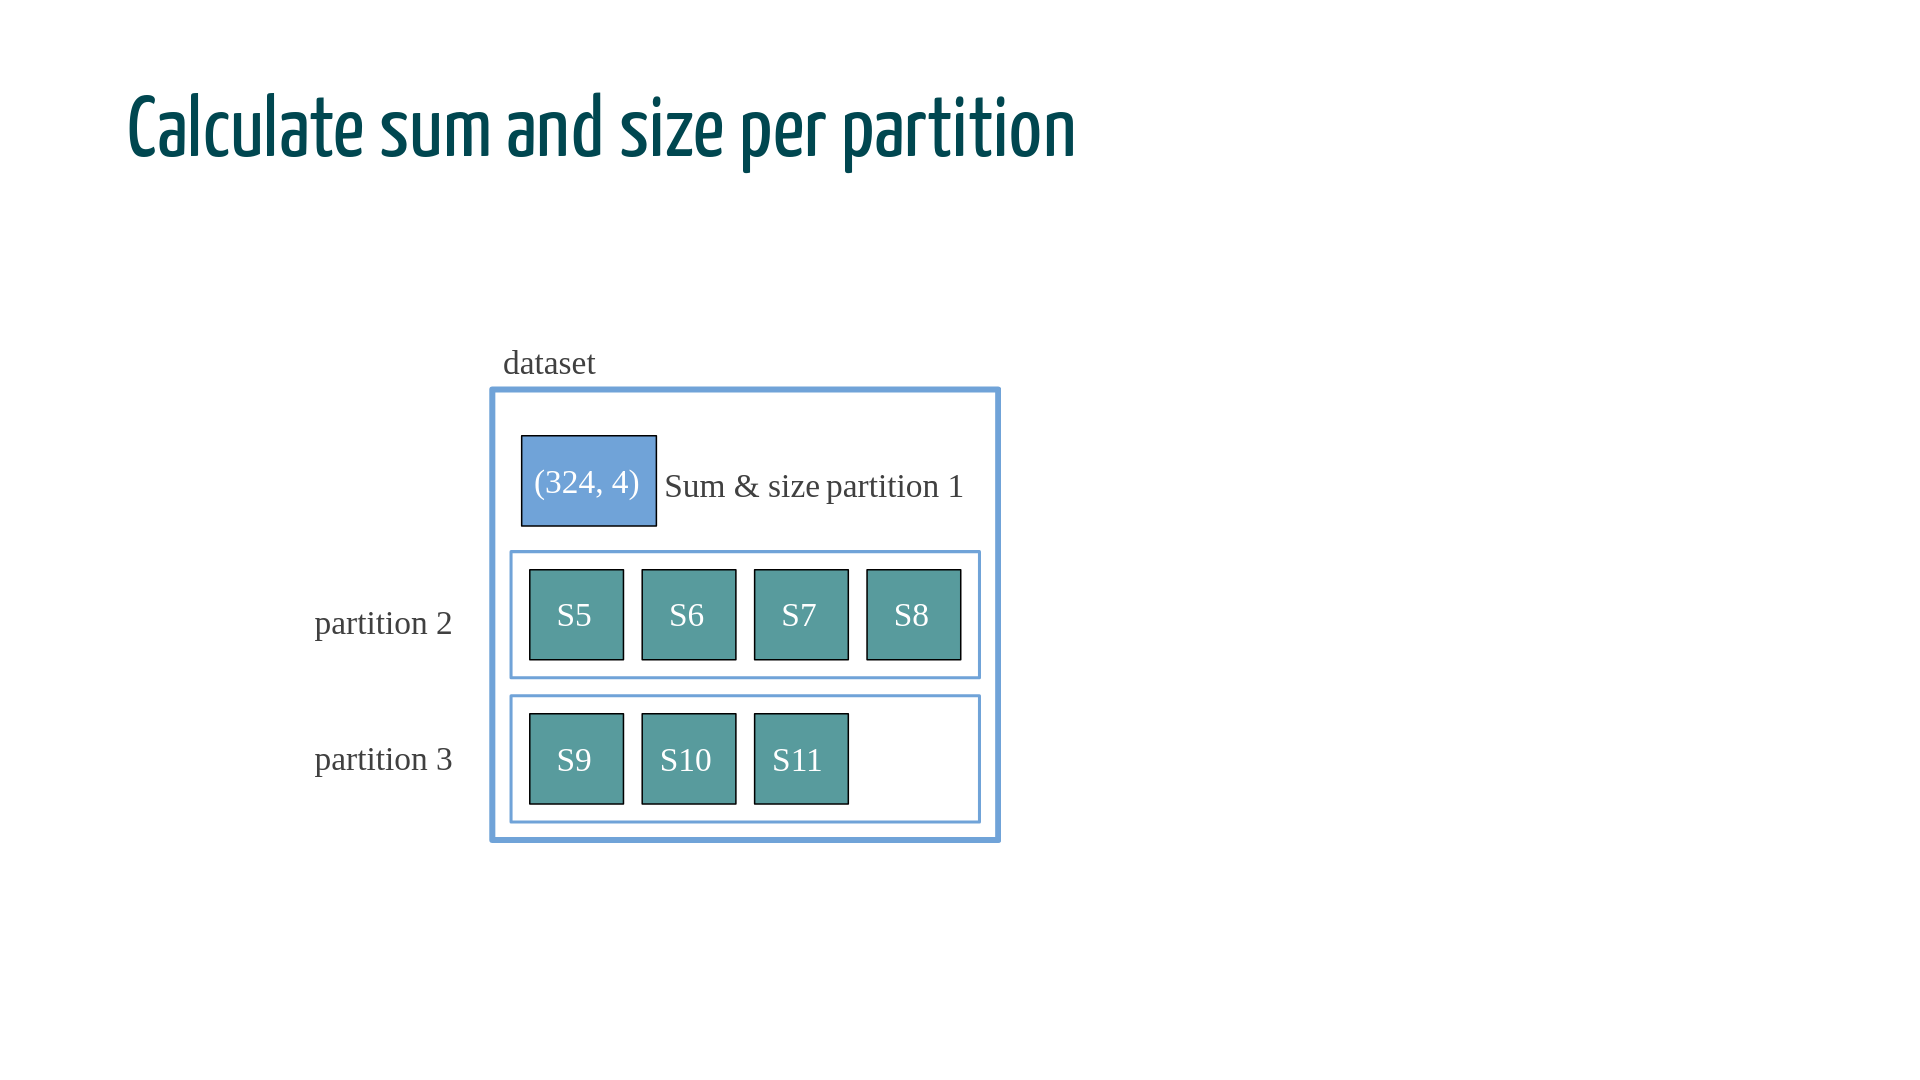 Calculate sum and size per partition
dataset
(324, 4) Sum & size partition 1
partition 2 S5 S6 S7 S8
partition 3 S9 S10 S11